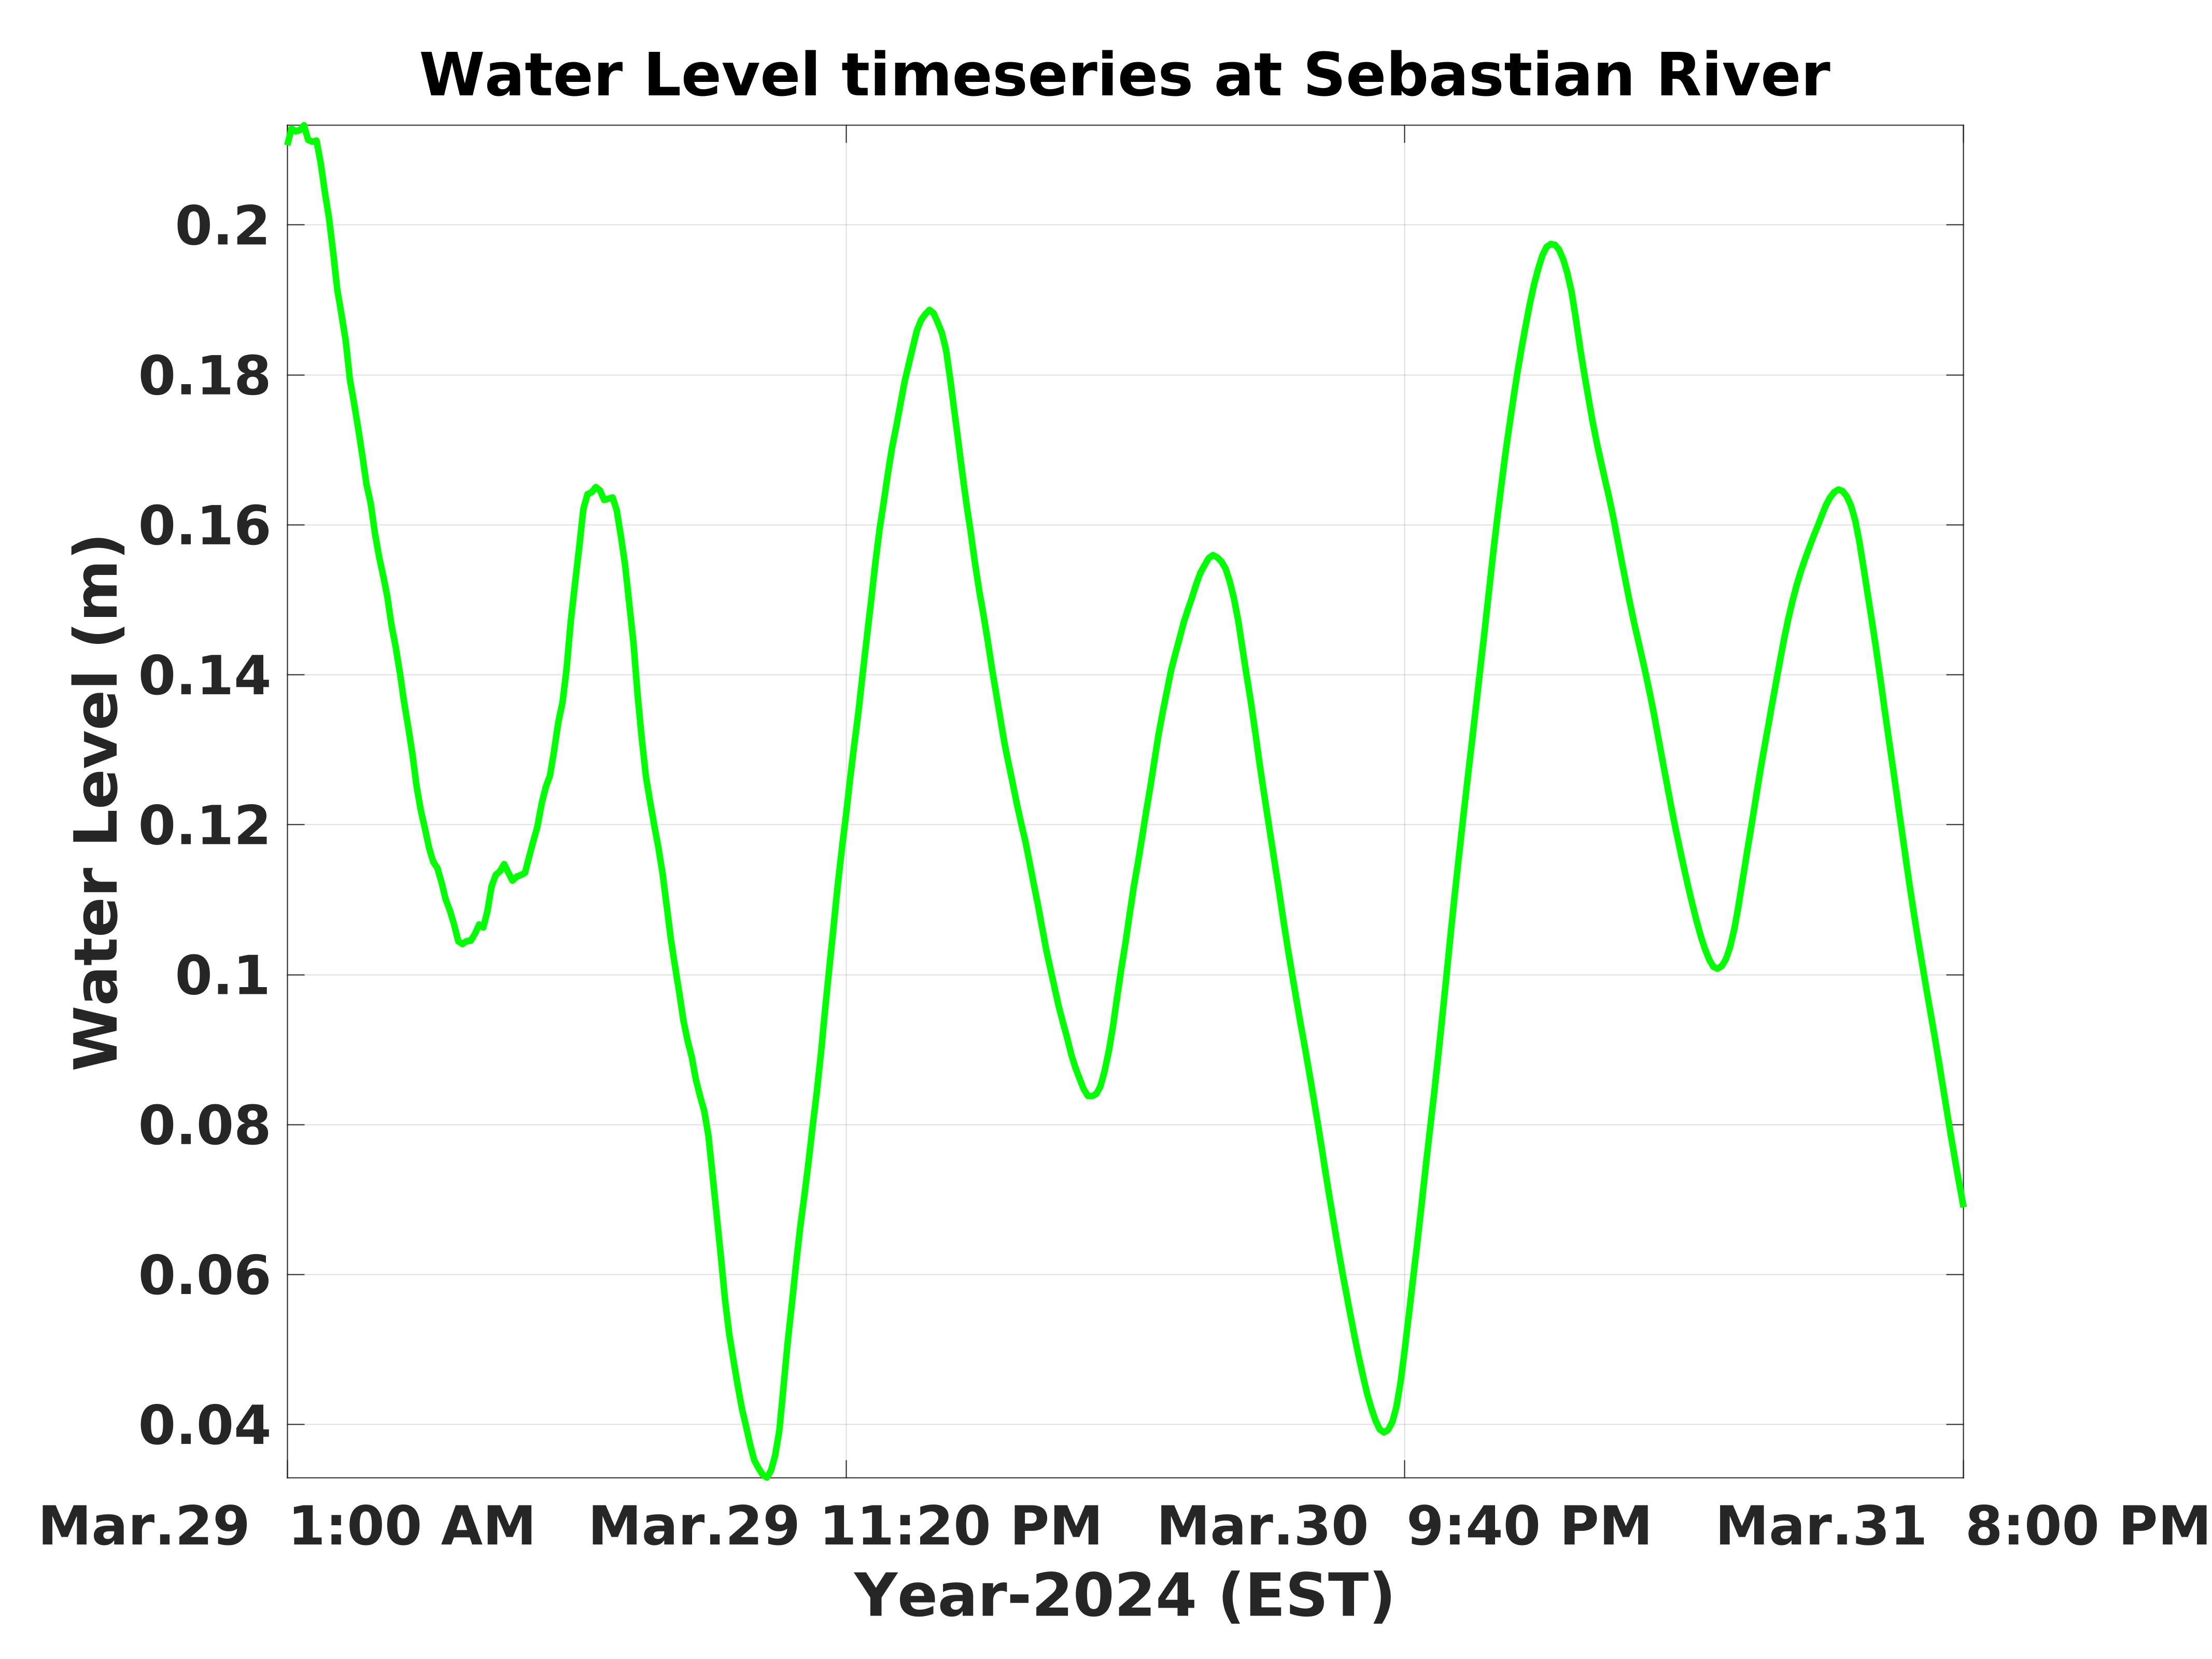 Water Level timeseries at Sebastian River
Water Level (m)
0.2
0.18
0.16
0.14
0.12
0.1
0.08
0.06
0.04
Mar.29 1:00 AM Mar.29 11:20 PM Mar.30 9:40 PM Mar.31 8:00 PM
Year-2024 (EST)